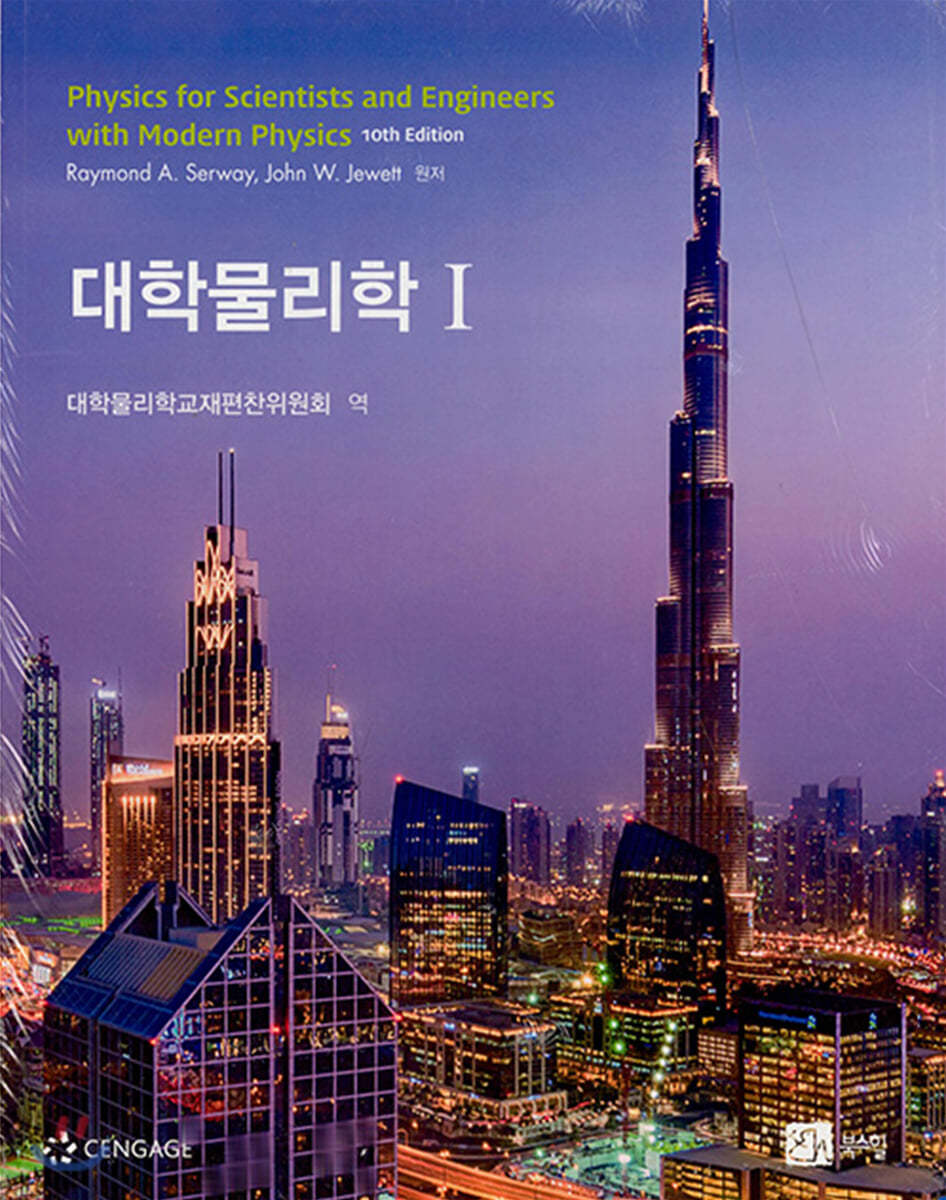 Physics for Scientists and Engineers
with Modern Physics 10th Edition
Raymond A. Serway, John W. Jewett 원저
대학물리학 I
대학물리학교재편찬위원회 역
CENGAGE
북스힐